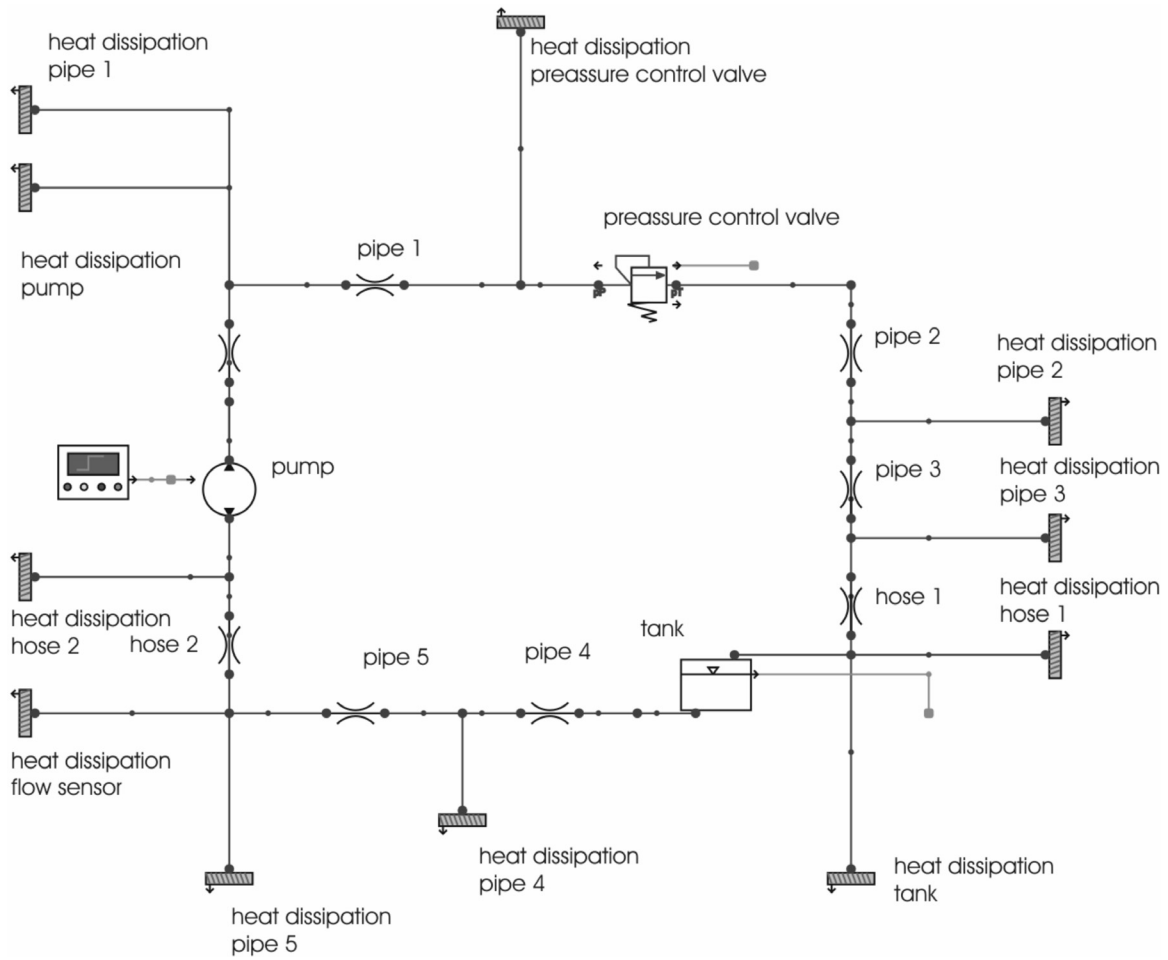 heat dissipation
pipe 1
heat dissipation
preassure control valve
preassure control valve
pipe 1
heat dissipation
pump
pP
pT
pipe 2
heat dissipation
pipe 2
pump
pipe 3
heat dissipation
pipe 3
hose 1
heat dissipation
hose 1
heat dissipation
hose 2
hose 2
tank
pipe 5
pipe 4
heat dissipation
flow sensor
heat dissipation
pipe 4
heat dissipation
tank
heat dissipation
pipe 5